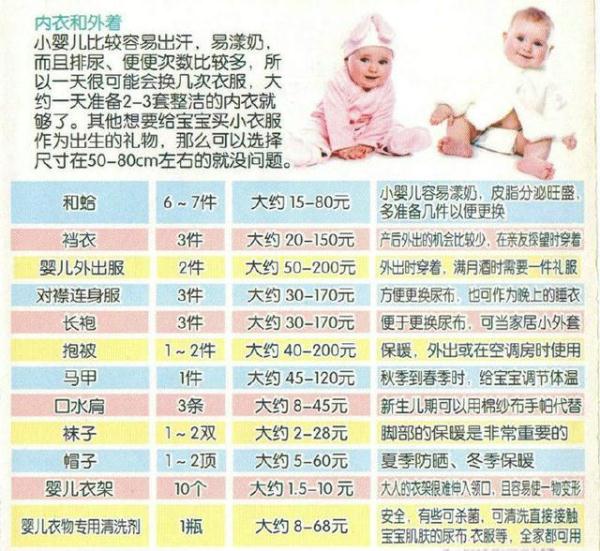 内衣和外着
小婴儿比较容易出汗，易漾奶，
而且排尿、便便次数比较多，所
以一天很可能会换几次衣服，大
约一天准备2-3套整洁的内衣就
够了。其他想要给宝宝买小衣服
作为出生的礼物，那么可以选择
尺寸在50-80cm左右的就没问题。
和蛤 6~7件 大约15-80元 小婴儿容易漾奶，皮脂分泌旺盛，
多准备几件以便更换
裆衣 3件 大约20-150元 产后外出的机会比较少，在亲友探望时穿着
婴儿外出服 2件 大约50-200元 外出时穿着，满月酒时需要一件礼服
对襟连身服 3件 大约30-170元 方便更换尿布，也可作为晚上的睡衣
长袍 3件 大约30-170元 便于更换尿布，可当家居小外套
抱被 1~2件 大约40-200元 保暖，外出或在空调房时使用
马甲 1件 大约45-120元 秋季到春季时，给宝宝调节体温
口水肩 3条 大约8-45元 新生儿期可以用棉纱布手帕代替
袜子 1~2双 大约2-28元 脚部的保暖是非常重要的
帽子 1~2顶 大约5-60元 夏季防晒、冬季保暖
婴儿衣架 10个 大约1.5-10元 大人的衣架很难伸入领口，且容易使一物变形
婴儿衣物专用清洗剂 1瓶 大约8-68元 安全，有些可杀菌，可清洗直接接触
宝宝肌肤的尿布 衣服等，全家都可用